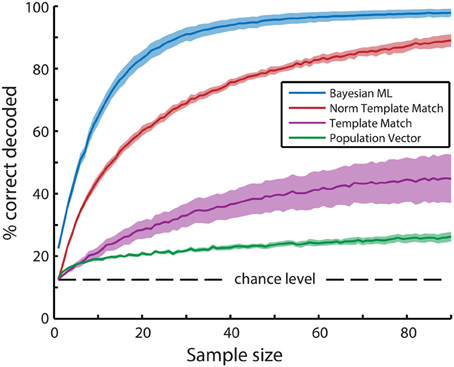 % correct decoded
100
80
60
40
20
0
Bayesian ML
Norm Template Match
Template Match
Population Vector
chance level
0 20 40 60 80
Sample size